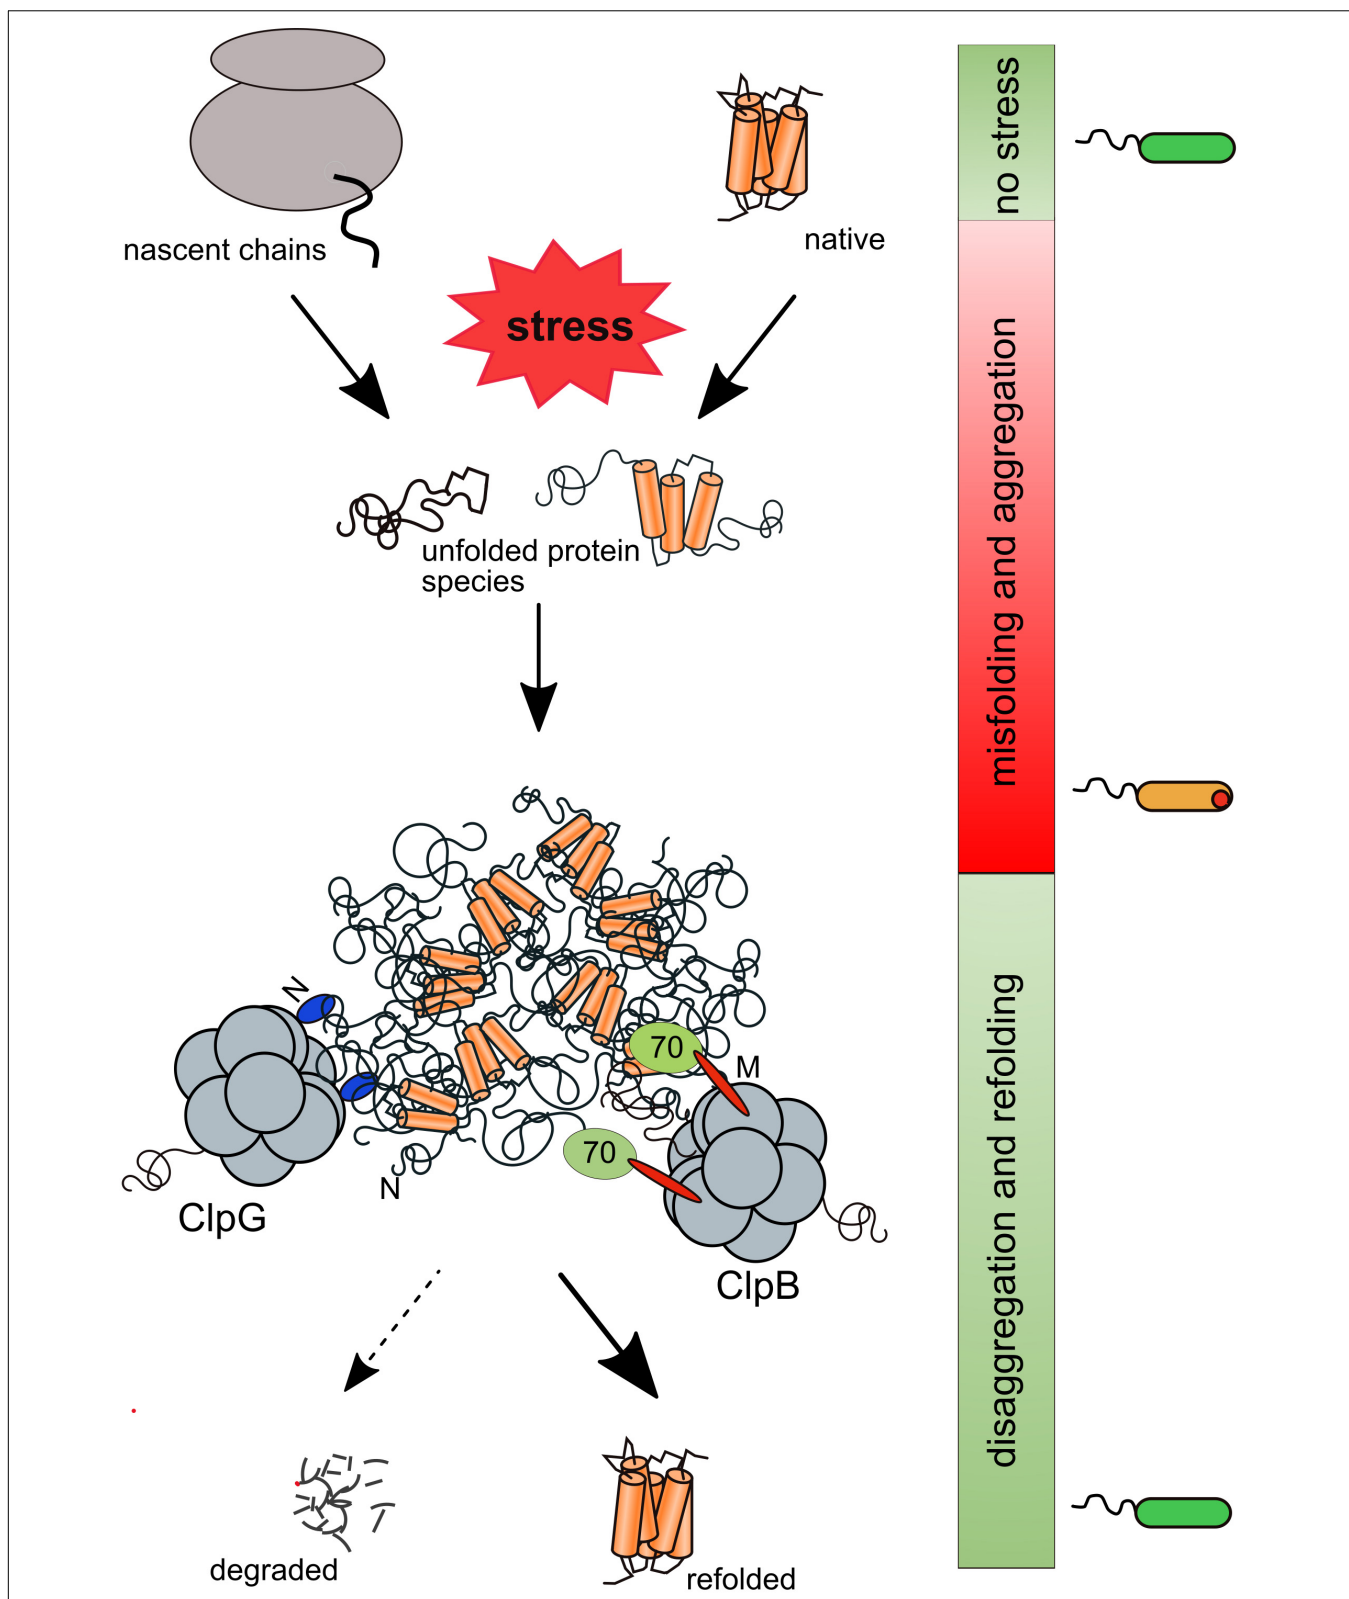 nascent chains
native
stress
unfolded protein
species
N
N
70
70
M
ClpG
ClpB
degraded
refolded
no stress
misfolding and aggregation
disaggregation and refolding